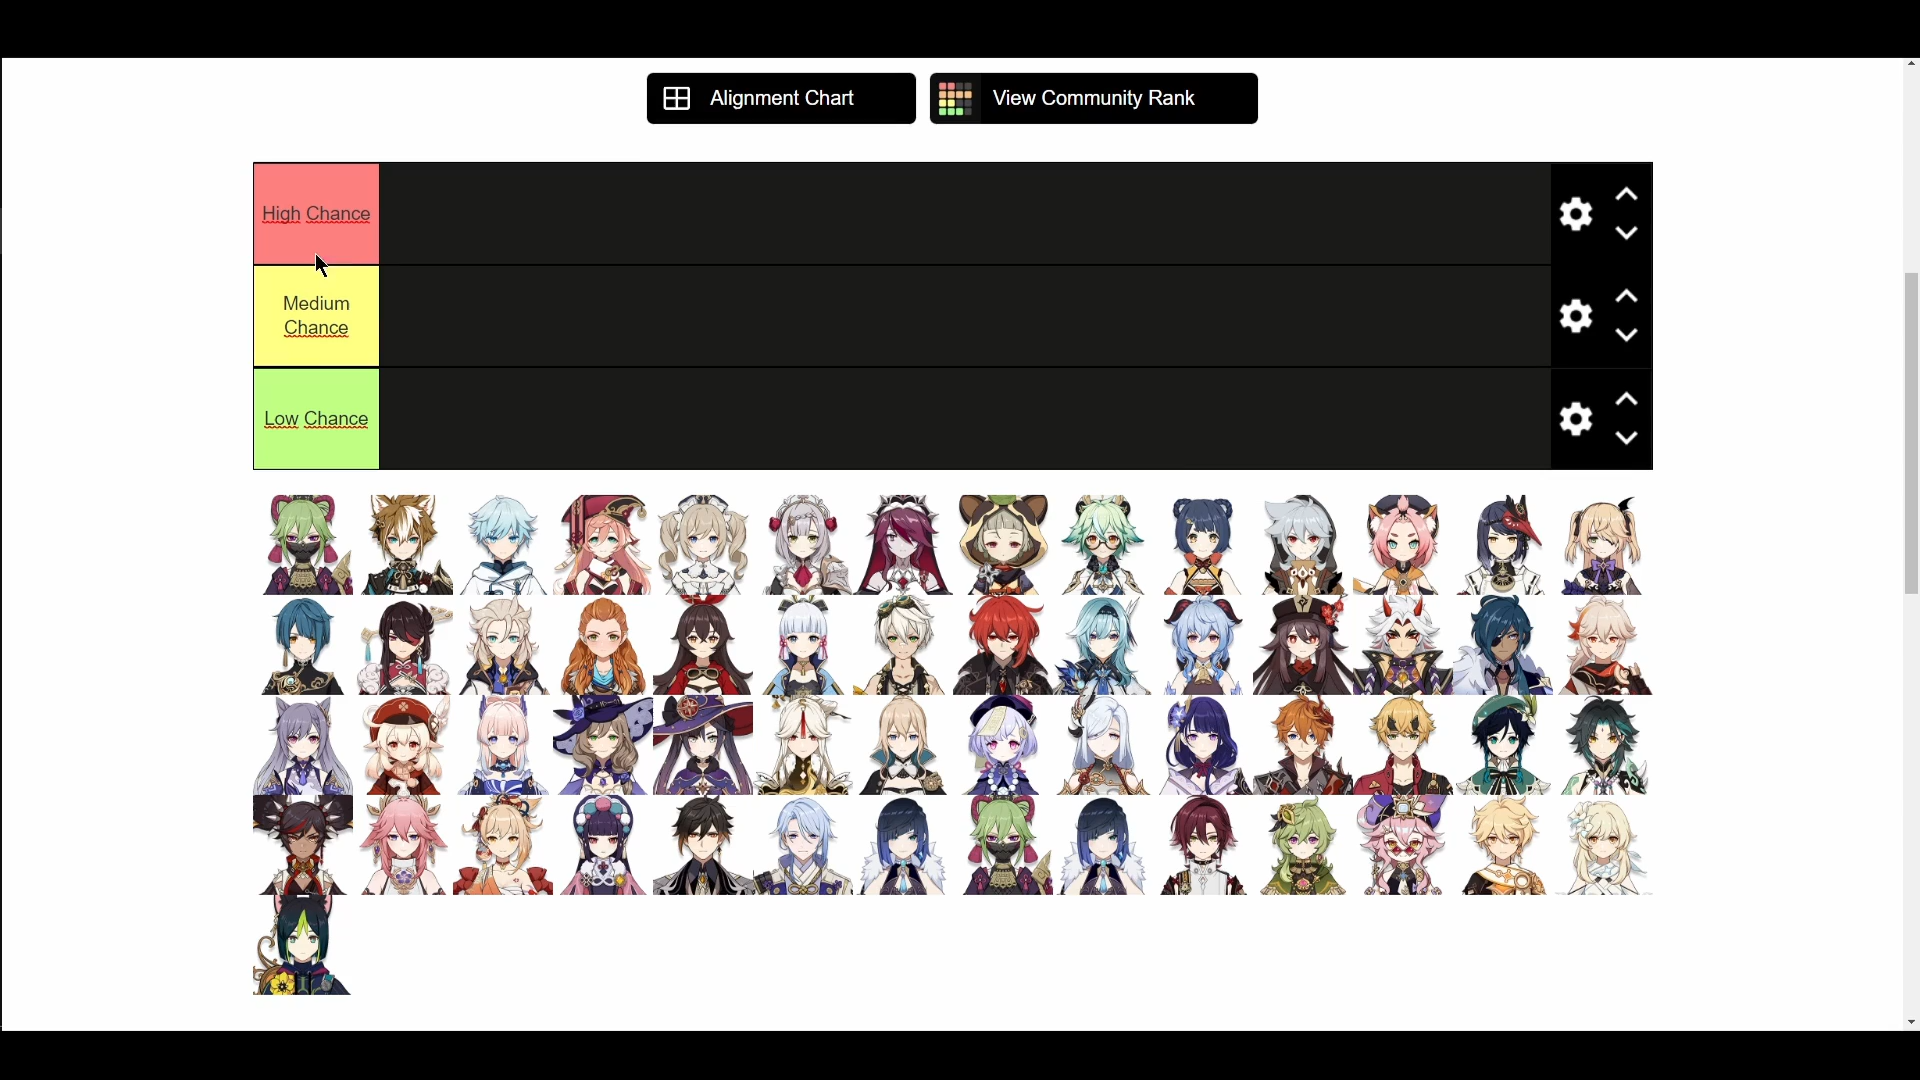 Alignment Chart
View Community Rank
High Chance
Medium
Chance
Low Chance